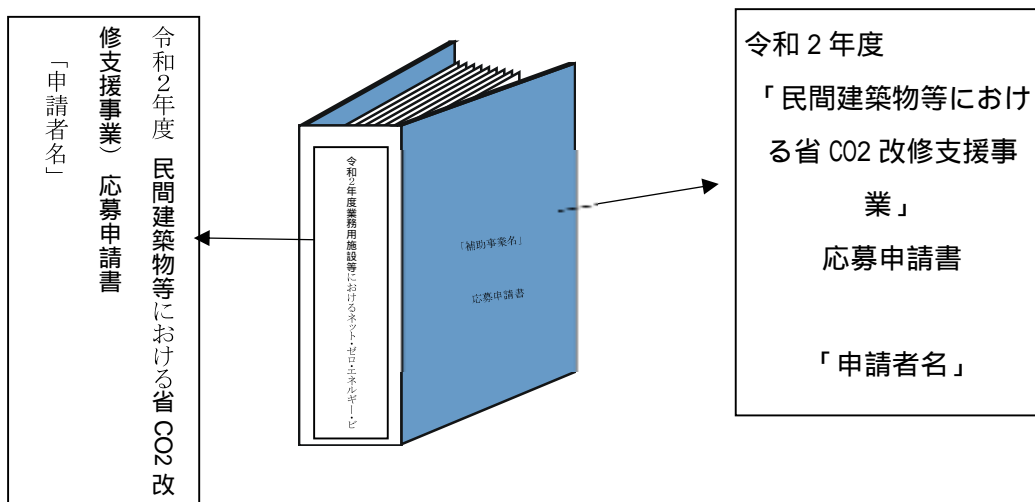 令和２年度 民間建築物等における省 CO2 改
修支援事業）応募申請書
「申請者名」
令和２年度業務用施設等におけるネット・ゼロ・エネルギー・ビ
「補助事業名」
応募申請書
令和 2 年度
「民間建築物等におけ
る省 CO2 改修支援事
業」
応募申請書
「申請者名」